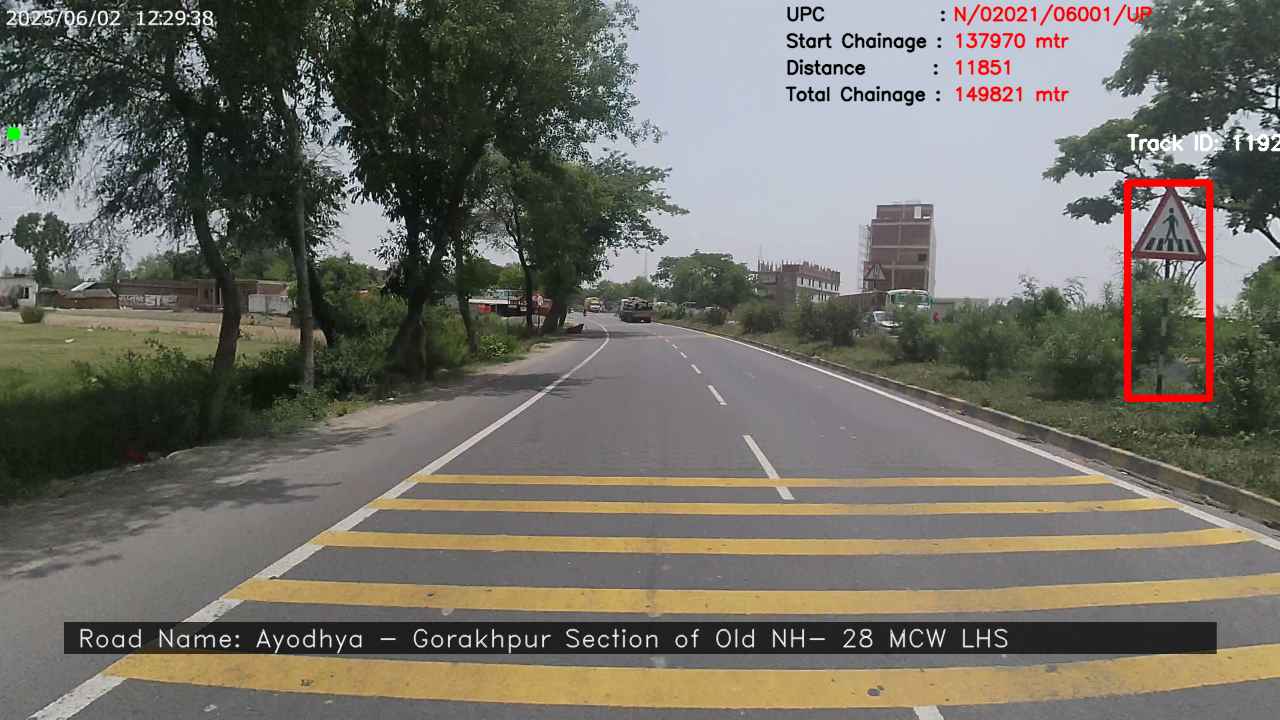 2025/06/02 12:29:38
UPC : N/02021/06001/UP
Start Chainage : 137970 mtr
Distance : 11851
Total Chainage : 149821 mtr
Track ID: 1192
Road Name: Ayodhya - Gorakhpur Section of Old NH- 28 MCW LHS